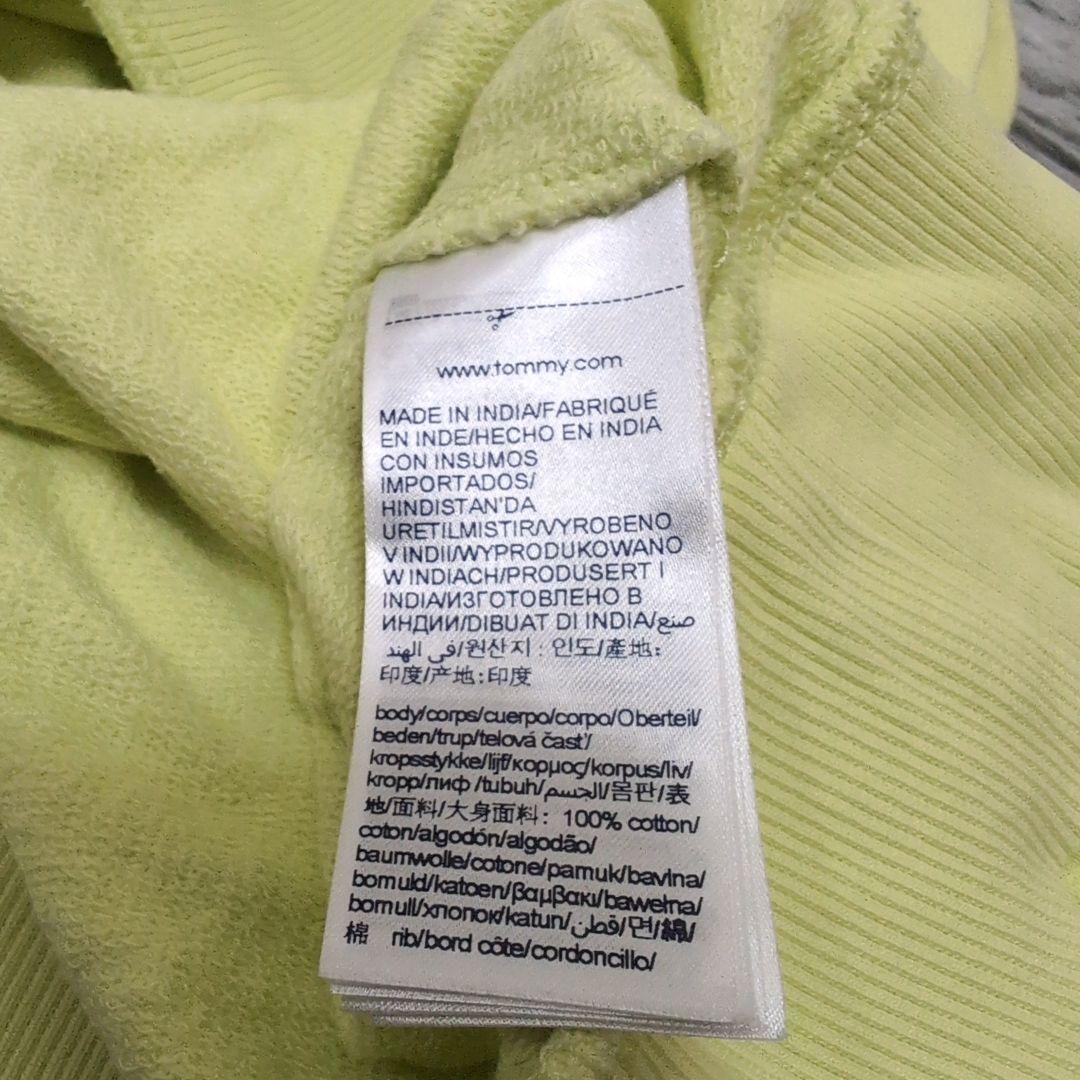 www.tommy.com
MADE IN INDIA/FABRIQUÉ
EN INDE/HECHO EN INDIA
CON INSUMOS
IMPORTADOS/
HINDISTAN'DA
URETILMISTIR/VYROBENO
V INDII/WYPRODUKOWANO
W INDIACH/PRODUSERT I
INDIA/ИЗГОТОВЛЕНО В
ИНДИИ/DIBUAT DI INDIA/صنع
في الهند/원산지 : 인도/產地:
印度/产地:印度
body/corps/cuerpo/corpo/Oberteil/
beden/trup/telová časť/
kropsstykke/lijf/κορμος/korpus/liv/
kropp/лиф /tubuh/الجسم/몸판/表
地/面料/大身面料: 100% cotton/
coton/algodón/algodão/
baumwolle/cotone/pamuk/bavlna/
bomuld/katoen/βαμβακι/bawełna/
bomull/хлопок/katun/قطن/면/綿/
棉 rib/bord côte/cordoncillo/